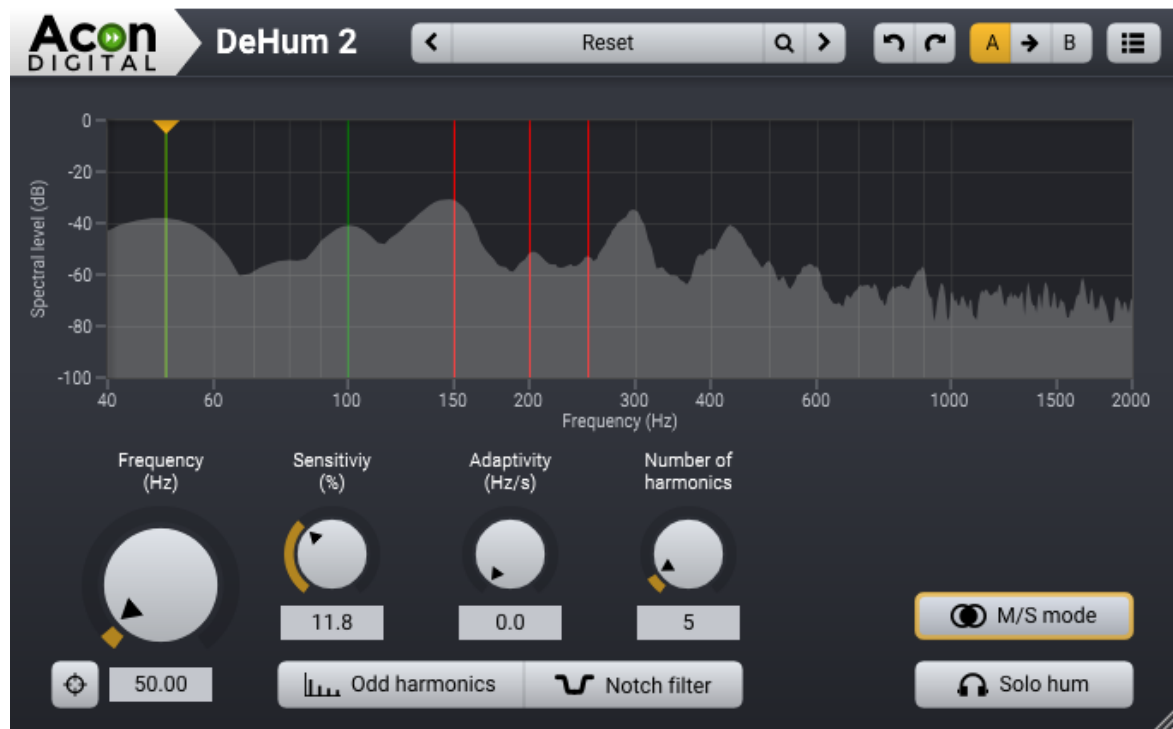 Acon
DIGITAL
DeHum 2
Reset
A
B
0
-20
-40
-60
-80
-100
Spectral level (dB)
40
60
100
150
200
300
400
600
1000
1500
2000
Frequency (Hz)
Frequency
(Hz)
Sensitiviy
(%)
Adaptivity
(Hz/s)
Number of
harmonics
11.8
0.0
5
M/S mode
50.00
Odd harmonics
Notch filter
Solo hum